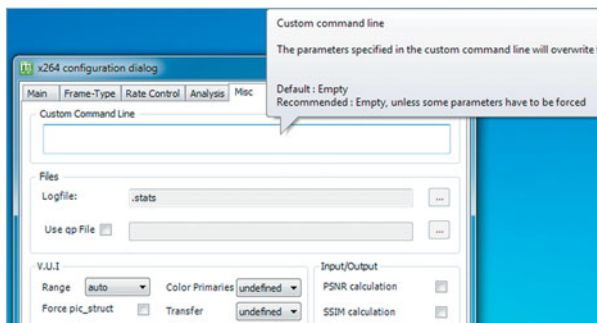 Custom command line
The parameters specified in the custom command line will overwrite
Default : Empty
Recommended : Empty, unless some parameters have to be forced
x264 configuration dialog
Main Frame-Type Rate Control Analysis Misc
Custom Command Line
Files
Logfile: .stats ...
Use qp File ...
V.U.I
Range auto Color Primaries undefined
Force pic_struct Transfer undefined
Input/Output
PSNR calculation
SSIM calculation